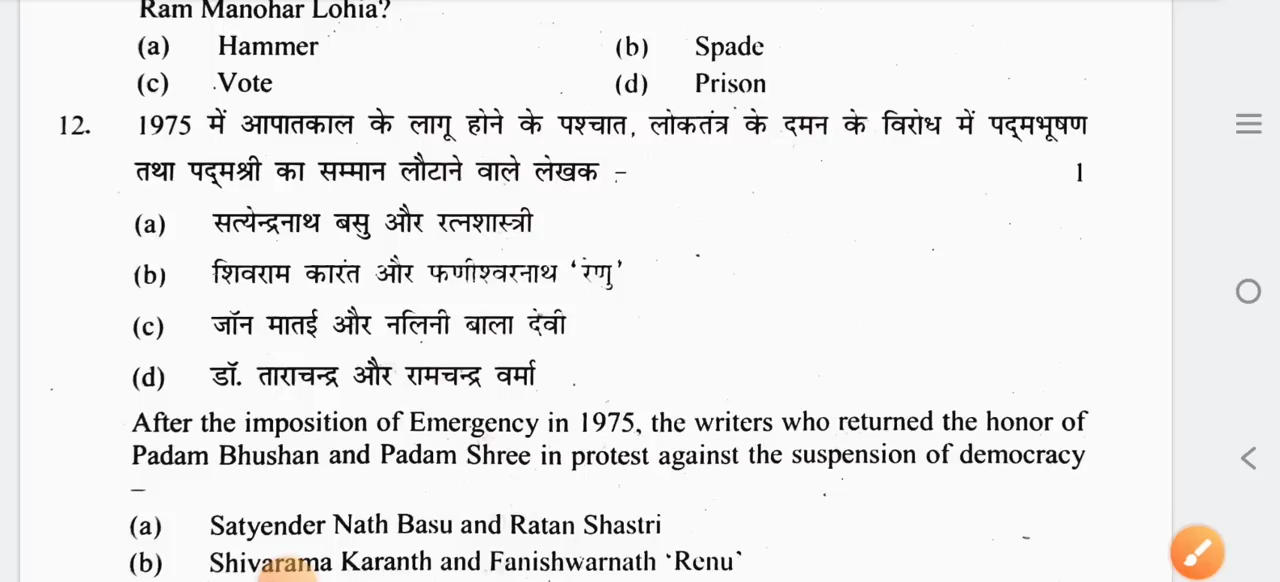 Ram Manohar Lohia?
(a) Hammer (b) Spade
(c) Vote (d) Prison
12. 1975 में आपातकाल के लागू होने के पश्चात, लोकतंत्र के दमन के विरोध में पद्मभूषण
तथा पद्मश्री का सम्मान लौटाने वाले लेखक – 1
(a) सत्येन्द्रनाथ बसु और रत्नशास्त्री
(b) शिवराम कारंत और फणीश्वरनाथ ‘रेणु’
(c) जॉन मातई और नलिनी बाला देवी
(d) डॉ. ताराचन्द्र और रामचन्द्र वर्मा
After the imposition of Emergency in 1975, the writers who returned the honor of
Padam Bhushan and Padam Shree in protest against the suspension of democracy
–
(a) Satyender Nath Basu and Ratan Shastri
(b) Shivarama Karanth and Fanishwarnath ‘Renu’